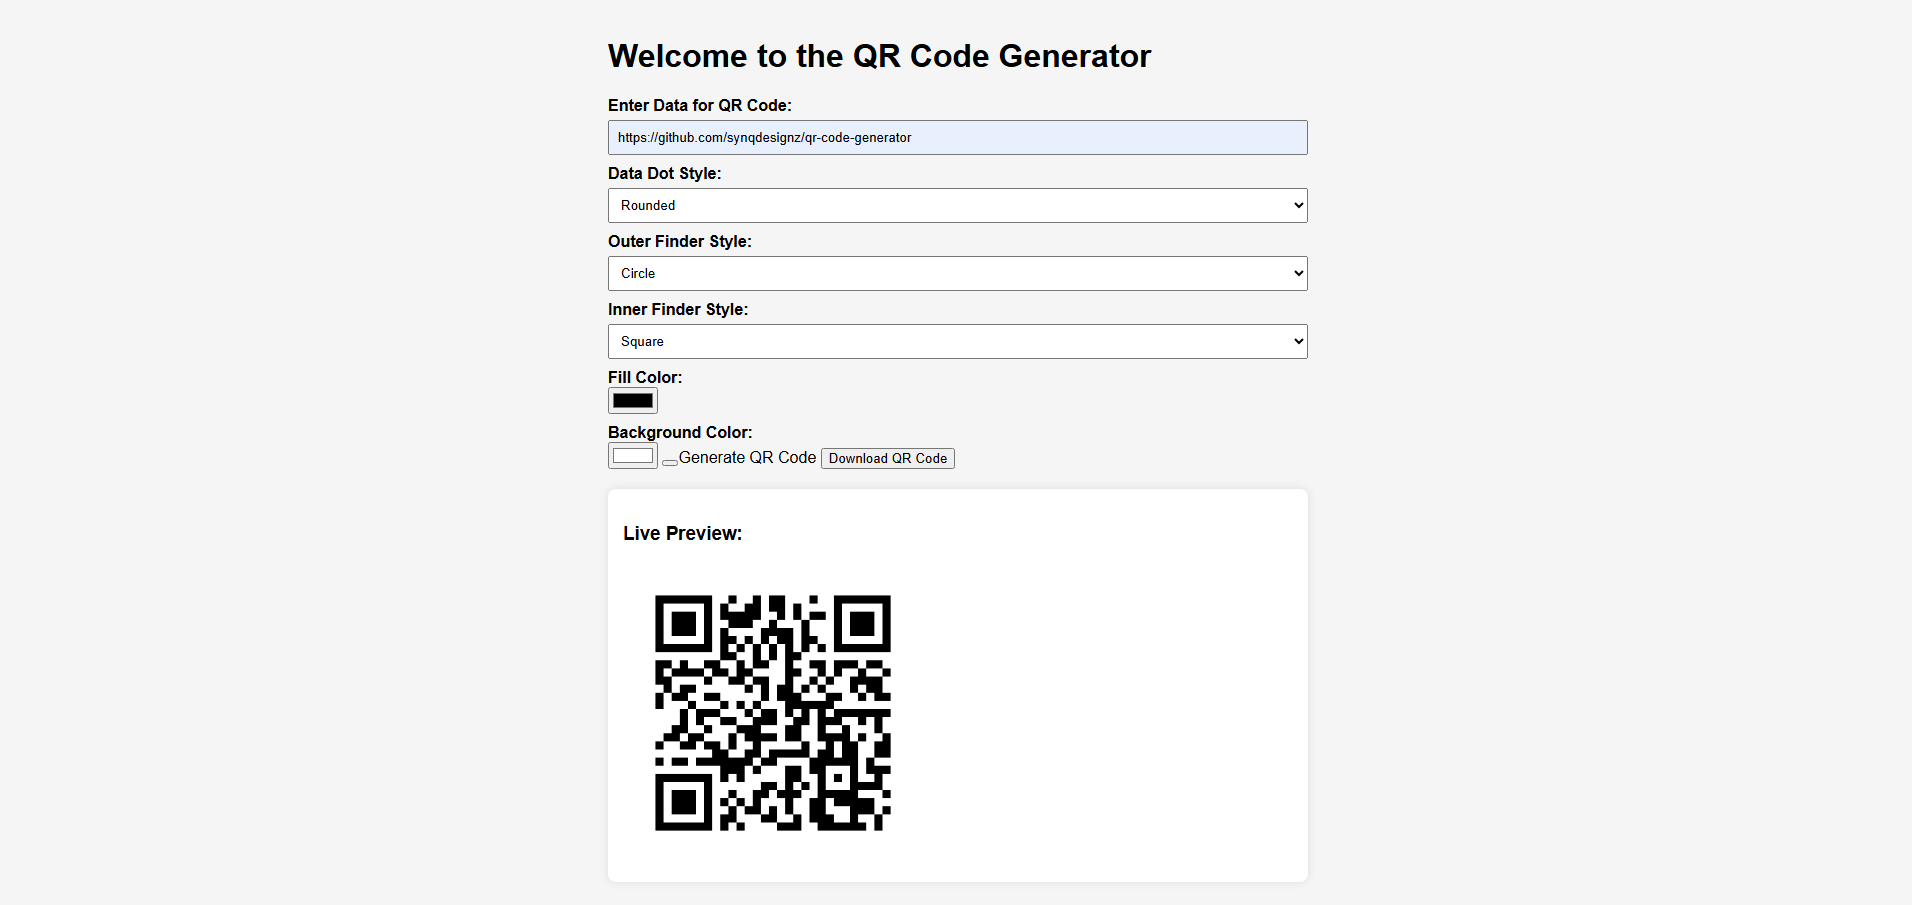 Welcome to the QR Code Generator
Enter Data for QR Code:
https://github.com/synqdesignz/qr-code-generator
Data Dot Style:
Rounded
Outer Finder Style:
Circle
Inner Finder Style:
Square
Fill Color:
Background Color:
Generate QR Code Download QR Code
Live Preview: